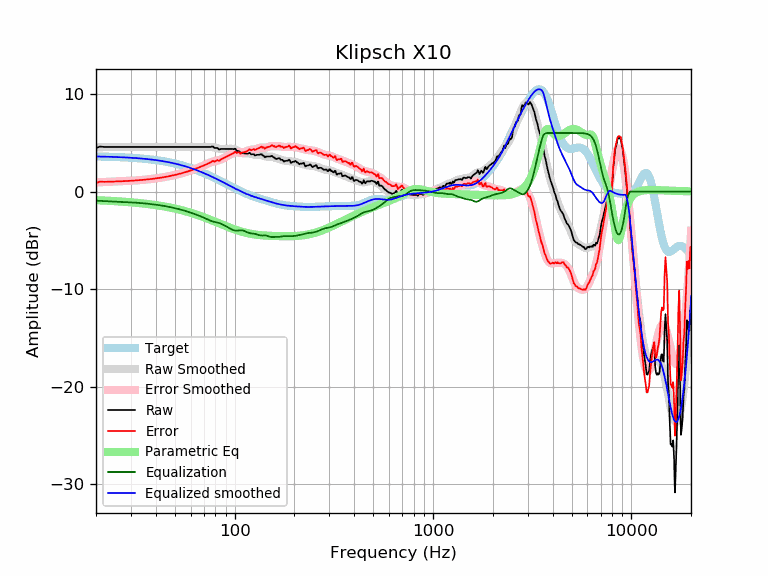 Klipsch X10
Amplitude (dBr)
10
0
−10
−20
−30
Target
Raw Smoothed
Error Smoothed
Raw
Error
Parametric Eq
Equalization
Equalized smoothed
100
1000
10000
Frequency (Hz)